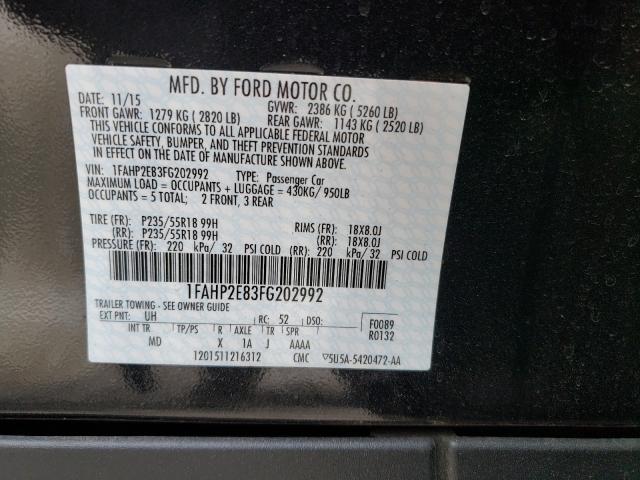 MFD. BY FORD MOTOR CO.
DATE: 11/15 GVWR: 2386 KG ( 5260 LB)
FRONT GAWR: 1279 KG ( 2820 LB) REAR GAWR: 1143 KG ( 2520 LB)
THIS VEHICLE CONFORMS TO ALL APPLICABLE FEDERAL MOTOR
VEHICLE SAFETY, BUMPER, AND THEFT PREVENTION STANDARDS
IN EFFECT ON THE DATE OF MANUFACTURE SHOWN ABOVE.
VIN: 1FAHP2E83FG202992 TYPE: Passenger Car
MAXIMUM LOAD = OCCUPANTS + LUGGAGE = 430KG/ 950LB
OCCUPANTS = 5 TOTAL; 2 FRONT, 3 REAR
TIRE (FR): P235/55R18 99H RIMS (FR): 18X8.0J
(RR): P235/55R18 99H (RR): 18X8.0J
PRESSURE (FR): 220 kPa/ 32 PSI COLD (RR): 220 kPa/ 32 PSI COLD
1FAHP2E83FG202992
TRAILER TOWING - SEE OWNER GUIDE
EXT PNT: UH RC: 52 DSO: F0089
INT TR TP/PS R AXLE TR SPR R0132
MD X 1A J AAAA
1201511216312 CMC 5U5A-5420472-AA